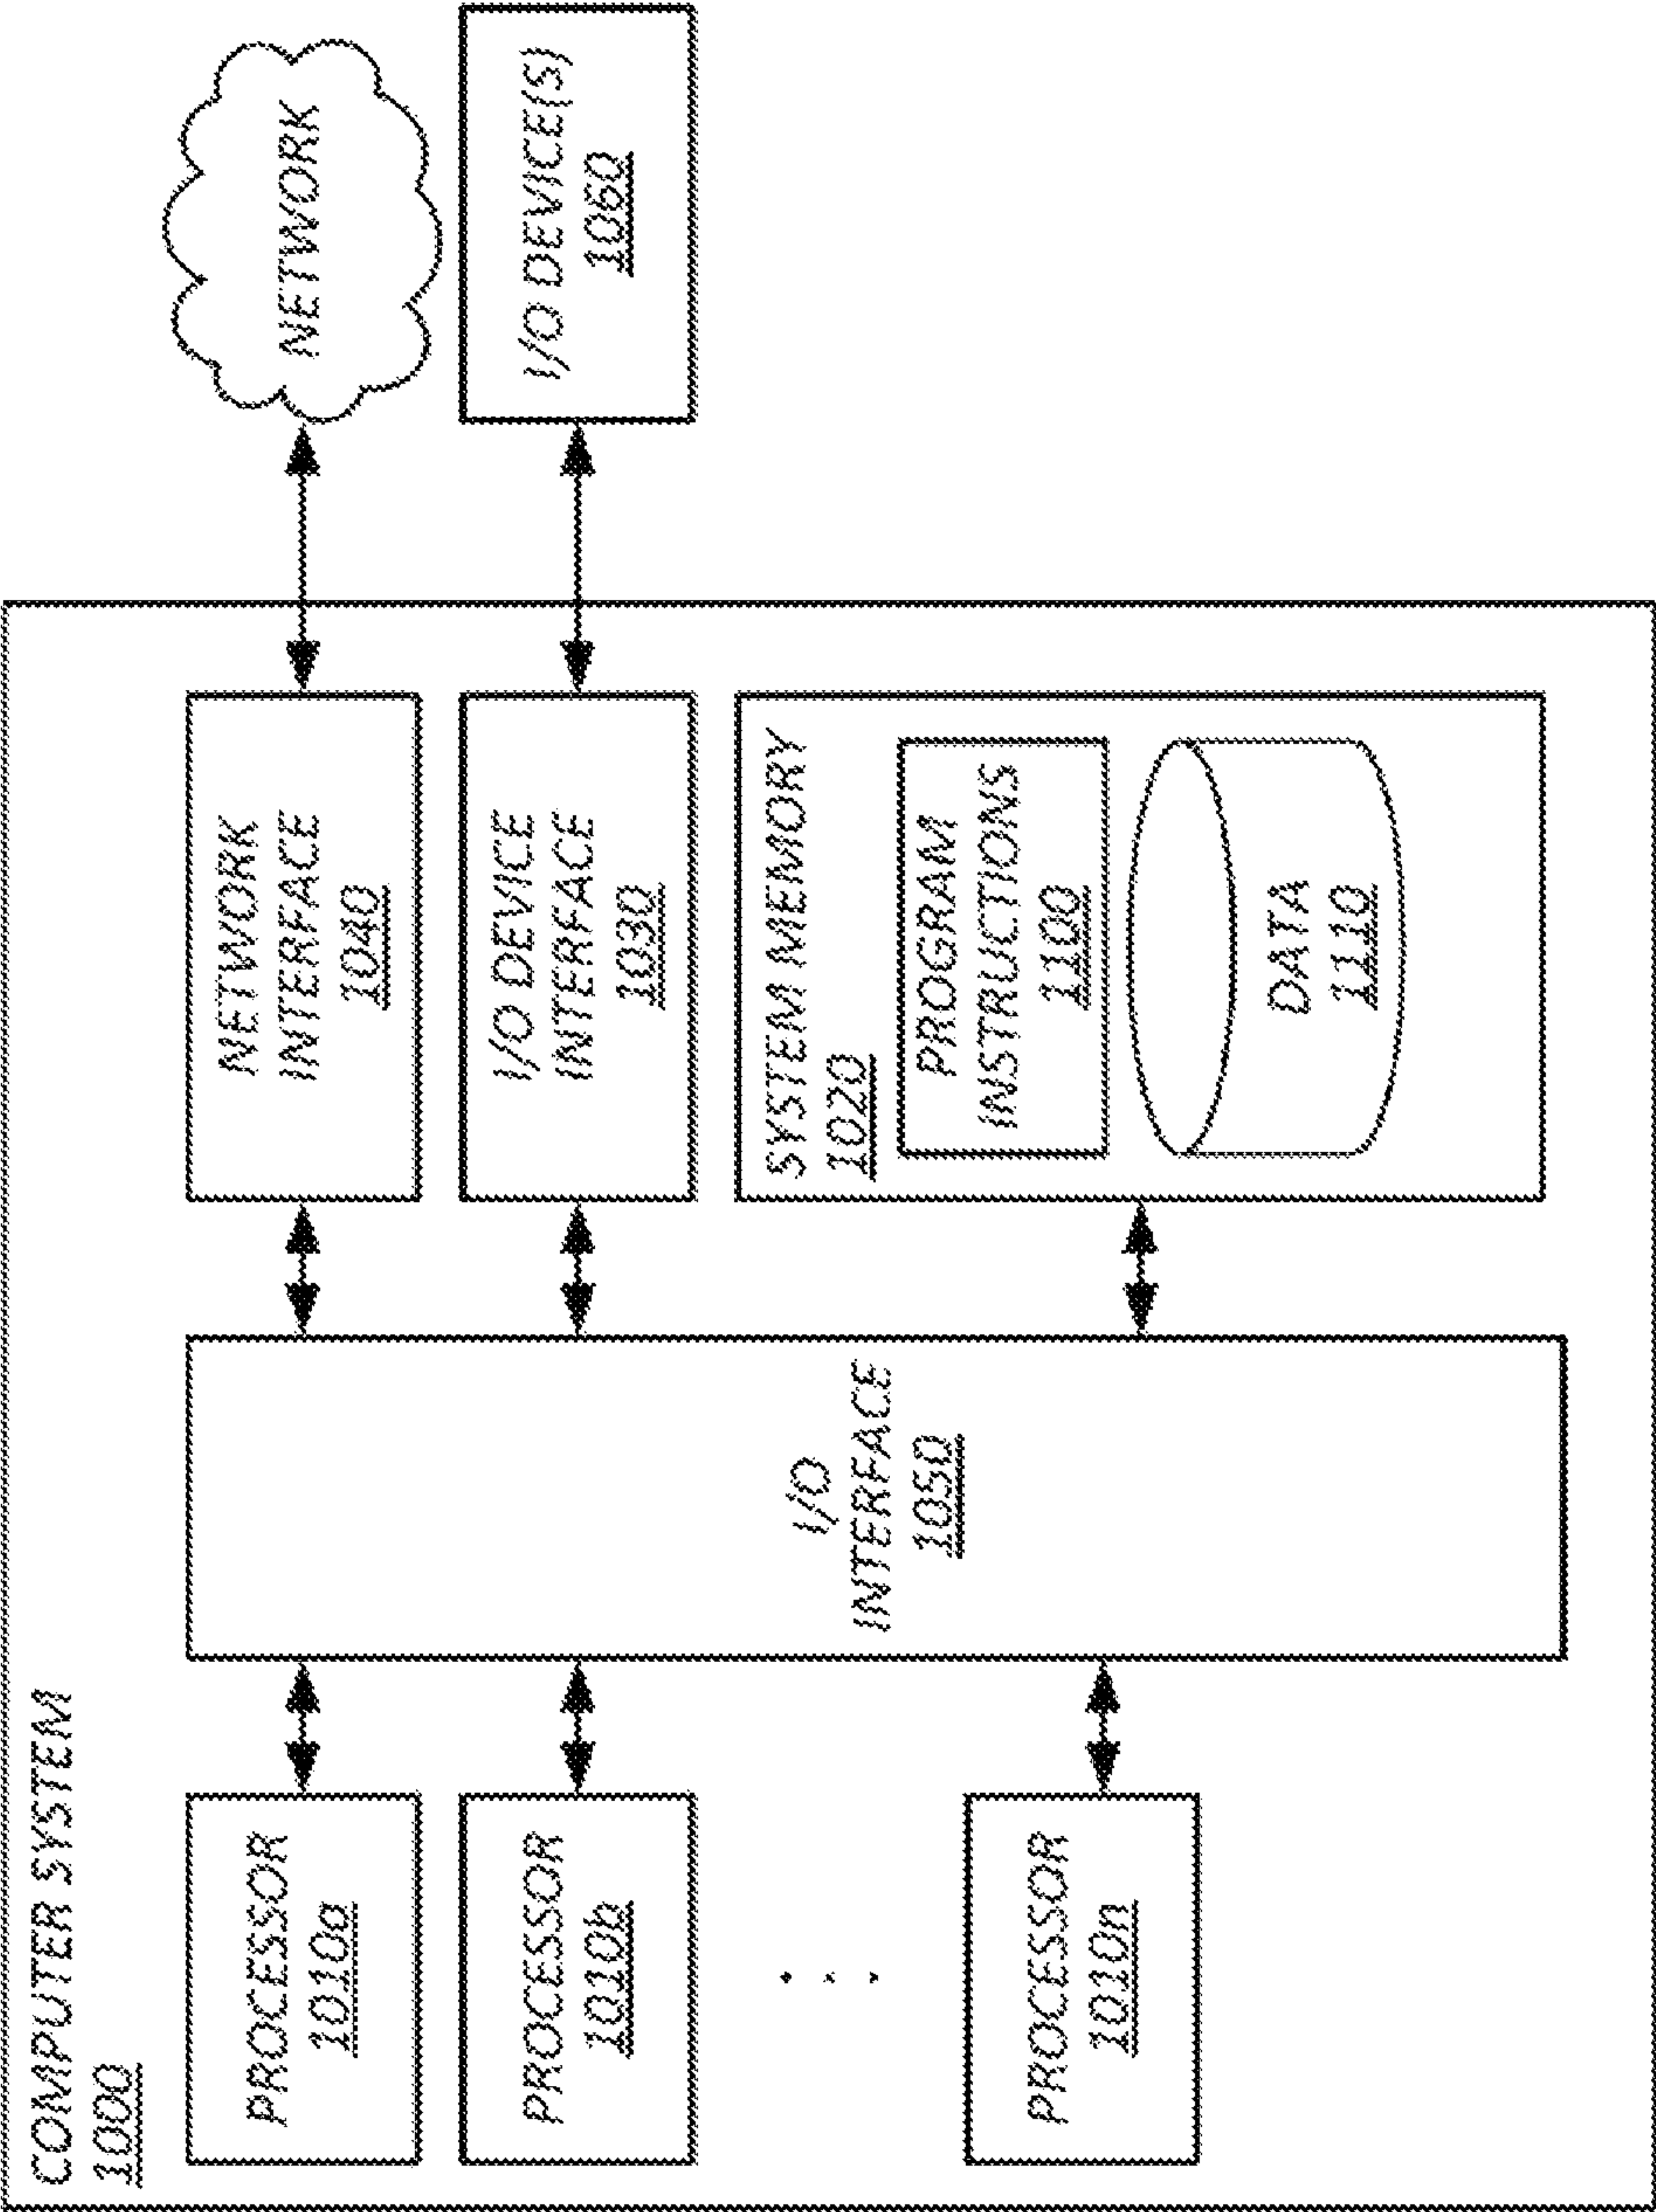 COMPUTER SYSTEM
1000
PROCESSOR
1010a
PROCESSOR
1010b
. . .
PROCESSOR
1010n
I/O
INTERFACE
1050
NETWORK
INTERFACE
1040
I/O DEVICE
INTERFACE
1030
SYSTEM MEMORY
1020
PROGRAM
INSTRUCTIONS
1100
DATA
1110
NETWORK
I/O DEVICE(S)
1060